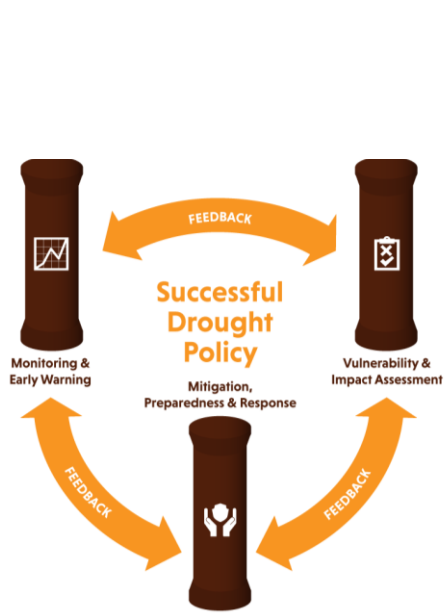 FEEDBACK
Successful
Drought
Policy
Monitoring &
Early Warning
Vulnerability &
Impact Assessment
Mitigation,
Preparedness & Response
FEEDBACK
FEEDBACK